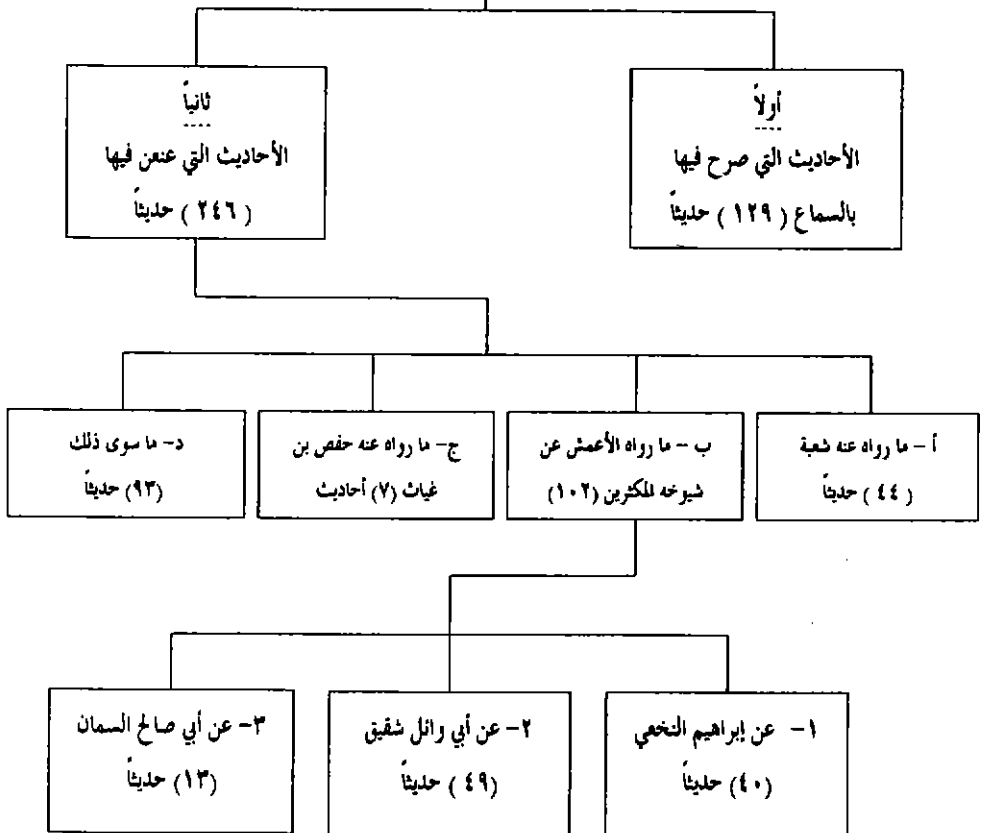 أولاً
الأحاديث التي صرح فيها
بالسماع ( ١٢٩ ) حديثاً
ثانياً
الأحاديث التي عنعن فيها
( ٢٤٦ ) حديثاً
أ – ما رواه عنه شعبة
( ٤٤ ) حديثاً
ب – ما رواه الأعمش عن
شيوخه المكثرين (١٠٢)
ج– ما رواه عنه حفص بن
غياث (٧) أحاديث
د– ما سوى ذلك
(٩٣) حديثاً
١– عن إبراهيم النخعي
(٤٠) حديثاً
٢– عن أبي وائل شقيق
(٤٩) حديثاً
٣– عن أبي صالح السمان
(١٣) حديثاً